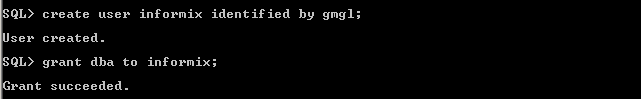 SQL> create user informix identified by gmgl;
User created.
SQL> grant dba to informix;
Grant succeeded.